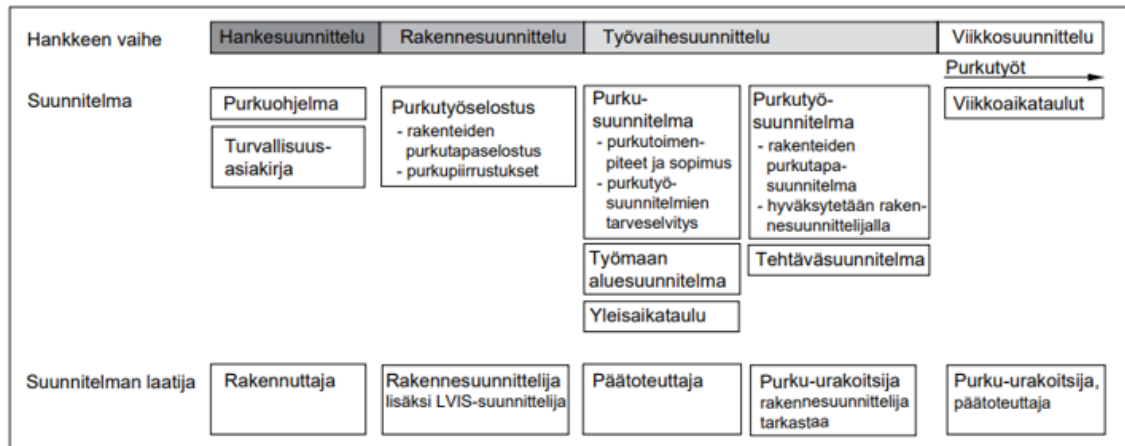 Hankkeen vaihe
Hankesuunnittelu
Rakennesuunnittelu
Työvaihesuunnittelu
Viikkosuunnittelu
Purkutyöt
Suunnitelma
Purkuohjelma
Turvallisuus-
asiakirja
Purkutyöselostus
- rakenteiden
purkutapaselostus
- purkupiirrustukset
Purku-
suunnitelma
- purkutoimen-
piteet ja sopimus
- purkutyö-
suunnitelmien
tarveselvitys
Työmaan
aluesuunnitelma
Yleisaikataulu
Purkutyö-
suunnitelma
- rakenteiden
purkutapa-
suunnitelma
- hyväksytetään raken-
nesuunnittelijalla
Tehtäväsuunnitelma
Viikkoaikataulut
Suunnitelman laatija
Rakennuttaja
Rakennesuunnittelija
lisäksi LVIS-suunnittelija
Päätoteuttaja
Purku-urakoitsija
rakennesuunnittelija
tarkastaa
Purku-urakoitsija,
päätoteuttaja